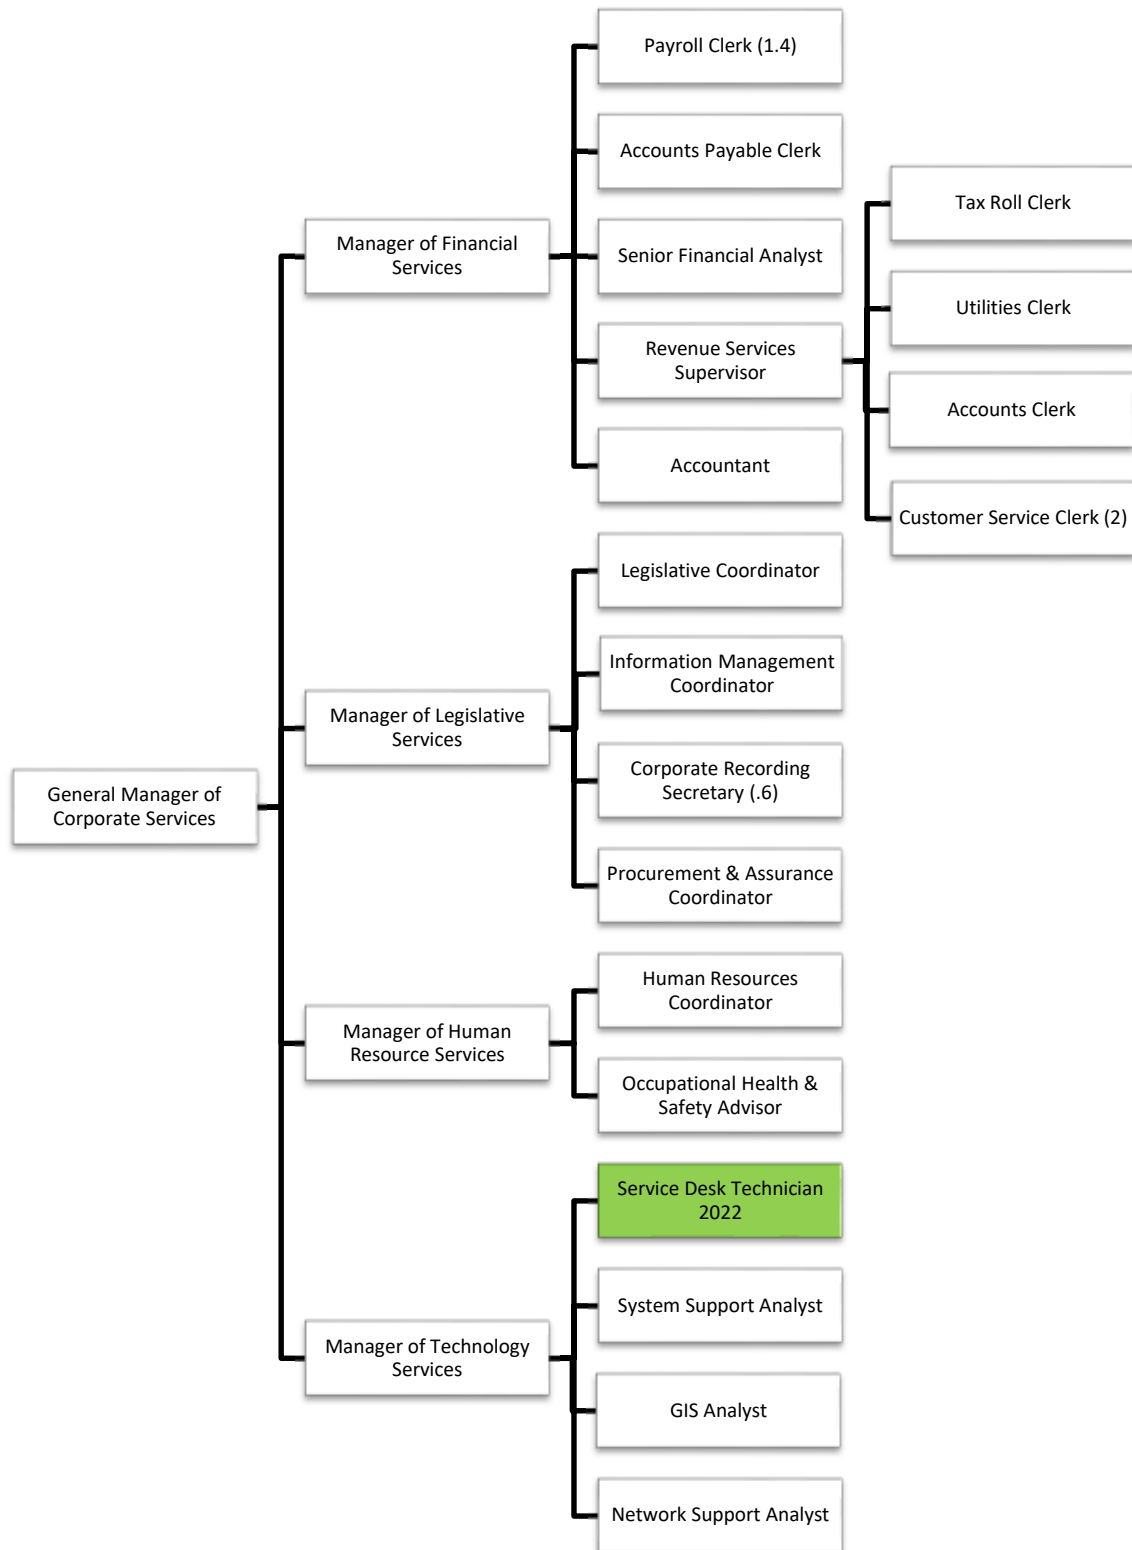 Payroll Clerk (1.4)
Accounts Payable Clerk
Tax Roll Clerk
Manager of Financial
Services
Senior Financial Analyst
Utilities Clerk
Revenue Services
Supervisor
Accounts Clerk
Accountant
Customer Service Clerk (2)
Legislative Coordinator
Information Management
Coordinator
Manager of Legislative
Services
Corporate Recording
Secretary (.6)
General Manager of
Corporate Services
Procurement & Assurance
Coordinator
Human Resources
Coordinator
Manager of Human
Resource Services
Occupational Health &
Safety Advisor
Service Desk Technician
2022
System Support Analyst
Manager of Technology
Services
GIS Analyst
Network Support Analyst